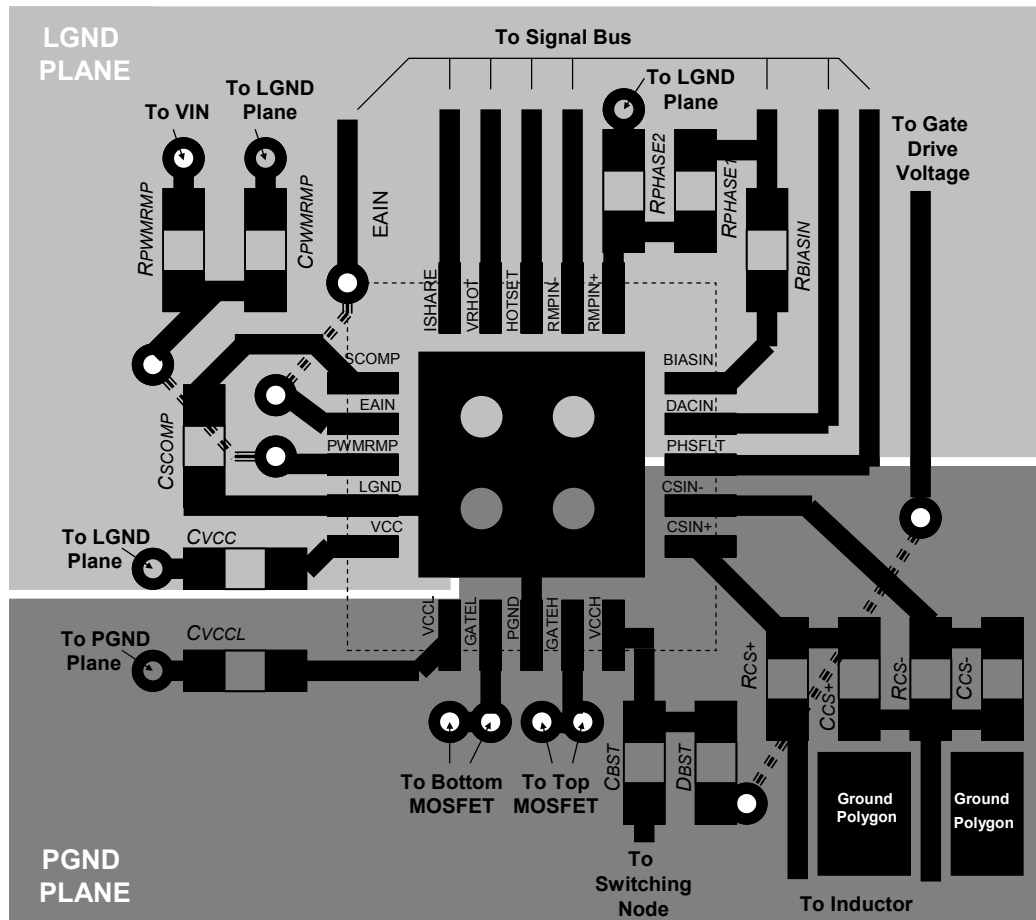 LGND
PLANE
To Signal Bus
To VIN
To LGND
Plane
To LGND
Plane
To Gate
Drive
Voltage
RPWMRMP
CPWMRMP
EAIN
RPHASE2
RPHASE1
RBIASIN
ISHARE
VRHOT
HOTSET
RMPIN-
RMPIN+
SCOMP
EAIN
PWMRMP
LGND
VCC
BIASIN
DACIN
PHSFLT
CSIN-
CSIN+
CSCOMP
To LGND
Plane
CVCC
VCCL
GATEL
PGND
GATEH
VCCH
To PGND
Plane
CVCCL
RCS+
CCS+
RCS-
CCS-
CBST
DBST
To Bottom
MOSFET
To Top
MOSFET
Ground
Polygon
Ground
Polygon
To
Switching
Node
To Inductor
PGND
PLANE